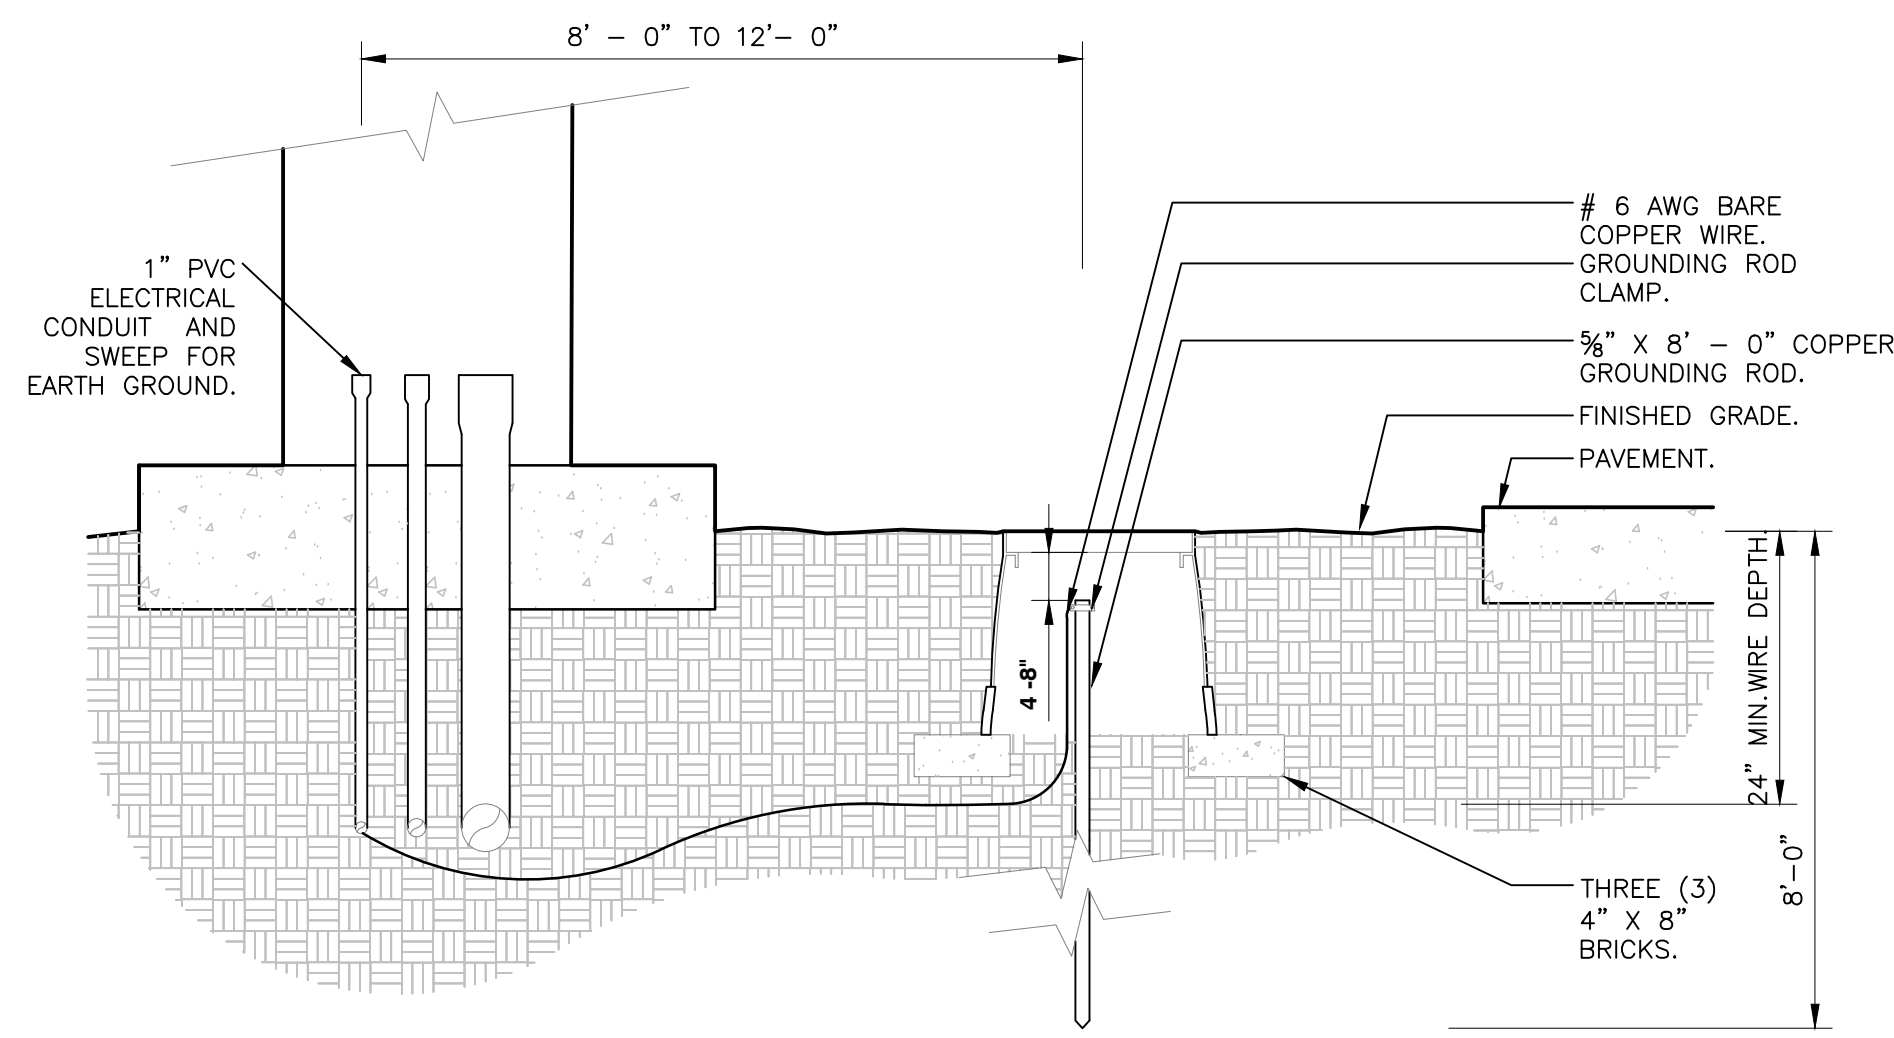 8’ – 0” TO 12’- 0”
# 6 AWG BARE
COPPER WIRE.
GROUNDING ROD
CLAMP.
1” PVC
ELECTRICAL
CONDUIT AND
SWEEP FOR
EARTH GROUND.
⅝” X 8’ – 0” COPPER
GROUNDING ROD.
FINISHED GRADE.
PAVEMENT.
4 -8"
24” MIN.WIRE DEPTH.
8’-0”
THREE (3)
4” X 8”
BRICKS.